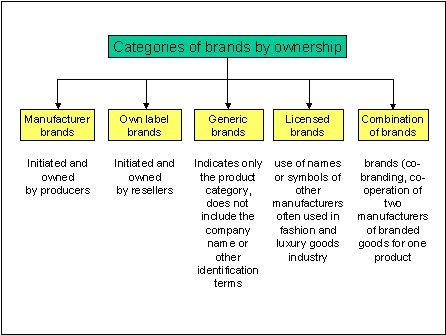 Categories of brands by ownership
Manufacturer
brands
Own label
brands
Generic
brands
Licensed
brands
Combination
of brands
Initiated and
owned
by producers
Initiated and
owned
by resellers
Indicates only
the product
category,
does not
include the
company
name or
other
identification
terms
use of names
or symbols of
other
manufacturers
often used in
fashion and
luxury goods
industry
brands (co-
branding, co-
operation of
two
manufacturers
of branded
goods for one
product